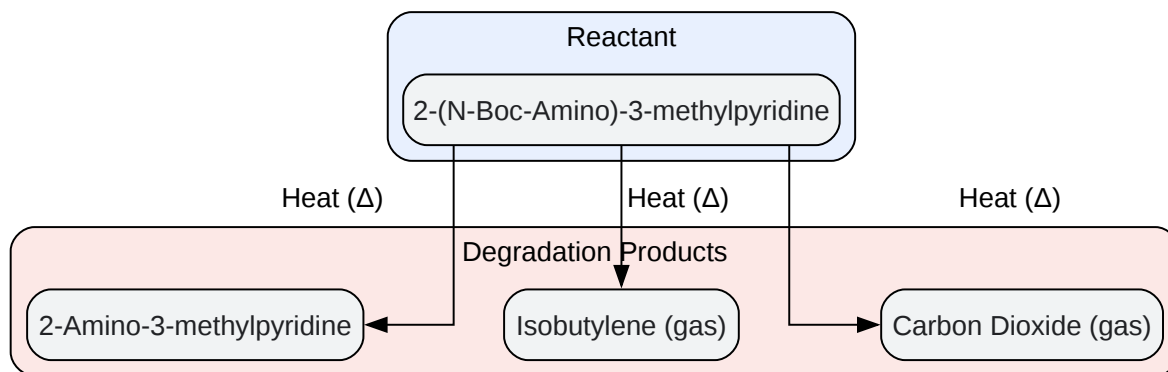 Reactant
2-(N-Boc-Amino)-3-methylpyridine
Heat (Δ)
Heat (Δ)
Heat (Δ)
Degradation Products
2-Amino-3-methylpyridine
Isobutylene (gas)
Carbon Dioxide (gas)